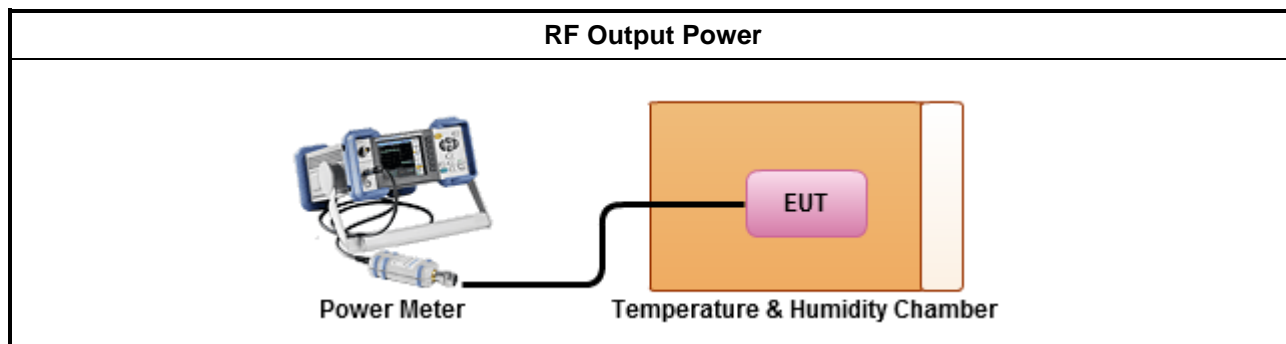 RF Output Power
EUT
Power Meter
Temperature & Humidity Chamber